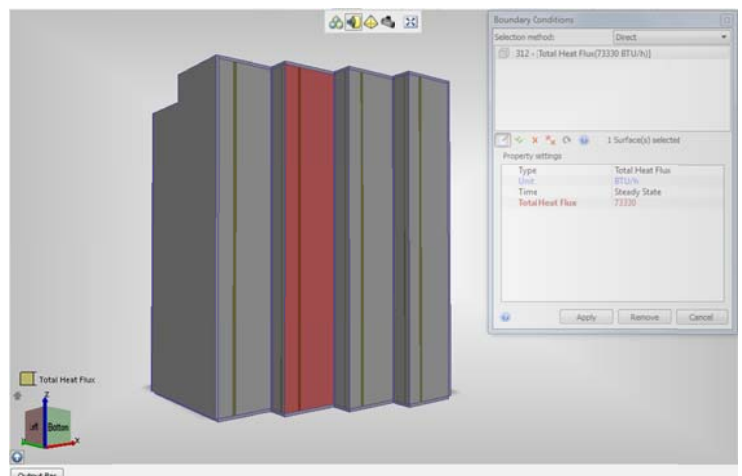 Boundary Conditions
Selection method: Direct
312 - [Total Heat Flux(73330 BTU/h)]
1 Surface(s) selected
Property settings
Type Total Heat Flux
Unit BTU/h
Time Steady State
Total Heat Flux 73330
Apply Remove Cancel
Total Heat Flux
Z
Left Bottom
X
Output Bar